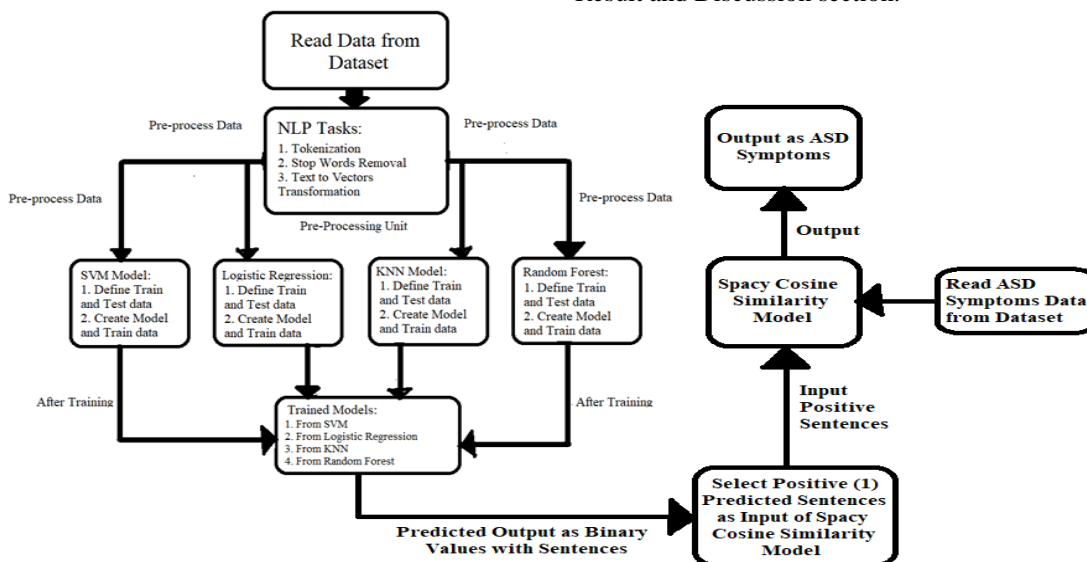 Result and Discussion section.
Read Data from
Dataset
Pre-process Data
Pre-process Data
NLP Tasks:
1. Tokenization
2. Stop Words Removal
3. Text to Vectors
Transformation
Pre-process Data
Pre-process Data
Pre-Processing Unit
SVM Model:
1. Define Train
and Test data
2. Create Model
and Train data
Logistic Regression:
1. Define Train
and Test data
2. Create Model
and Train data
KNN Model:
1. Define Train
and Test data
2. Create Model
and Train data
Random Forest:
1. Define Train
and Test data
2. Create Model
and Train data
After Training
After Training
Trained Models:
1. From SVM
2. From Logistic Regression
3. From KNN
4. From Random Forest
Predicted Output as Binary
Values with Sentences
Select Positive (1)
Predicted Sentences
as Input of Spacy
Cosine Similarity
Model
Input
Positive
Sentences
Spacy Cosine
Similarity
Model
Read ASD
Symptoms Data
from Dataset
Output
Output as ASD
Symptoms